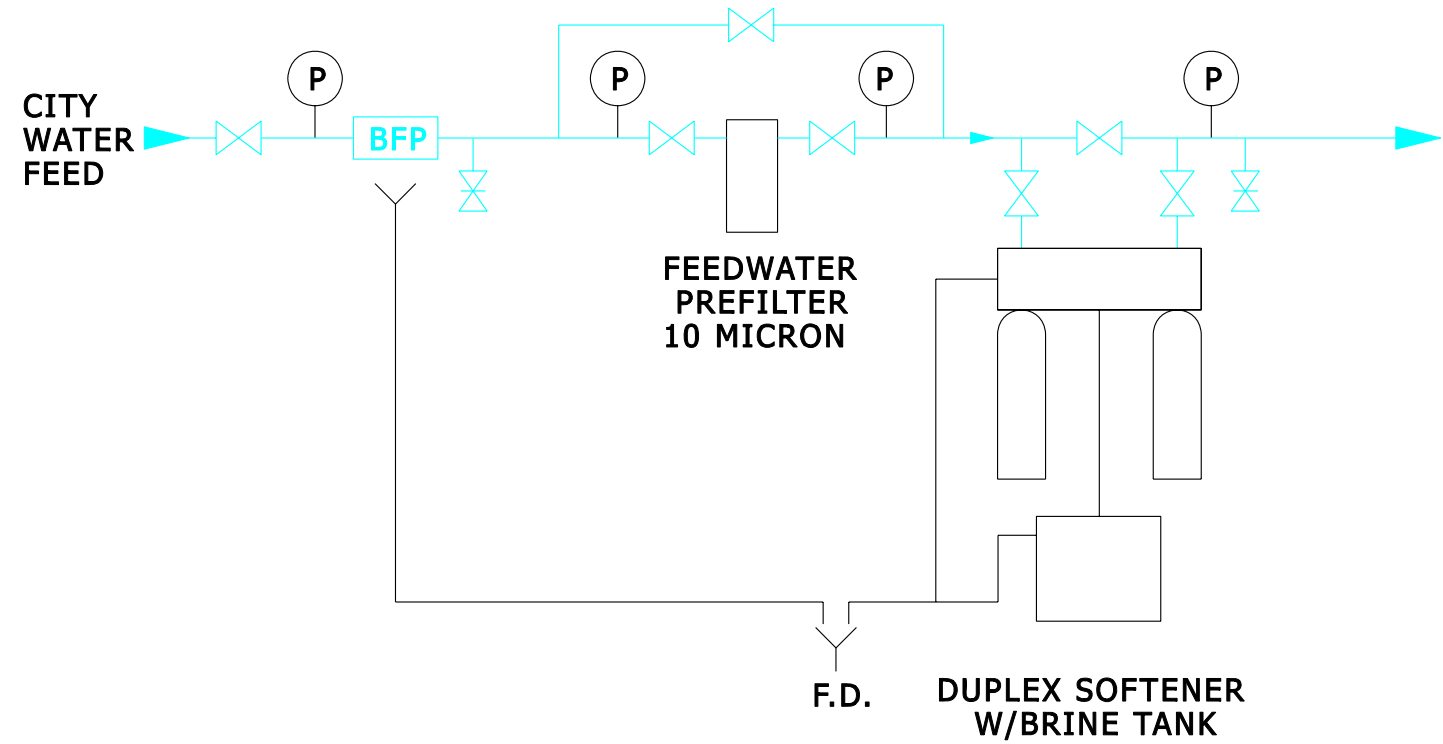 P
P
P
P
CITY
WATER
FEED
BFP
FEEDWATER
PREFILTER
10 MICRON
F.D.
DUPLEX SOFTENER
W/BRINE TANK